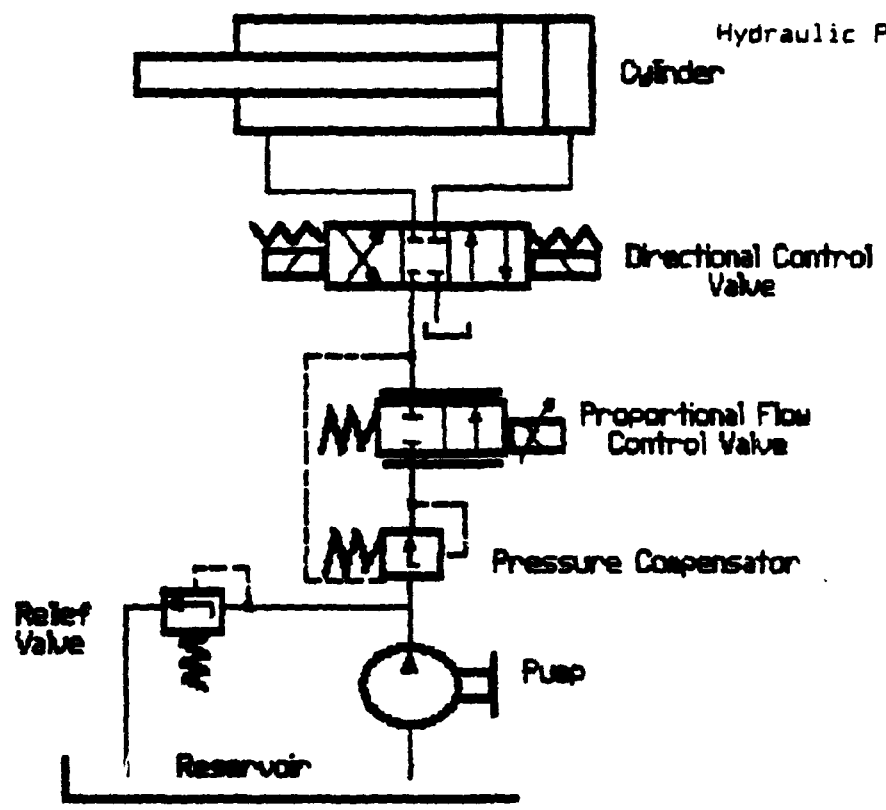 Hydraulic P
Cylinder
Directional Control
Valve
Proportional Flow
Control Valve
Pressure Compensator
Relief
Valve
Pump
Reservoir